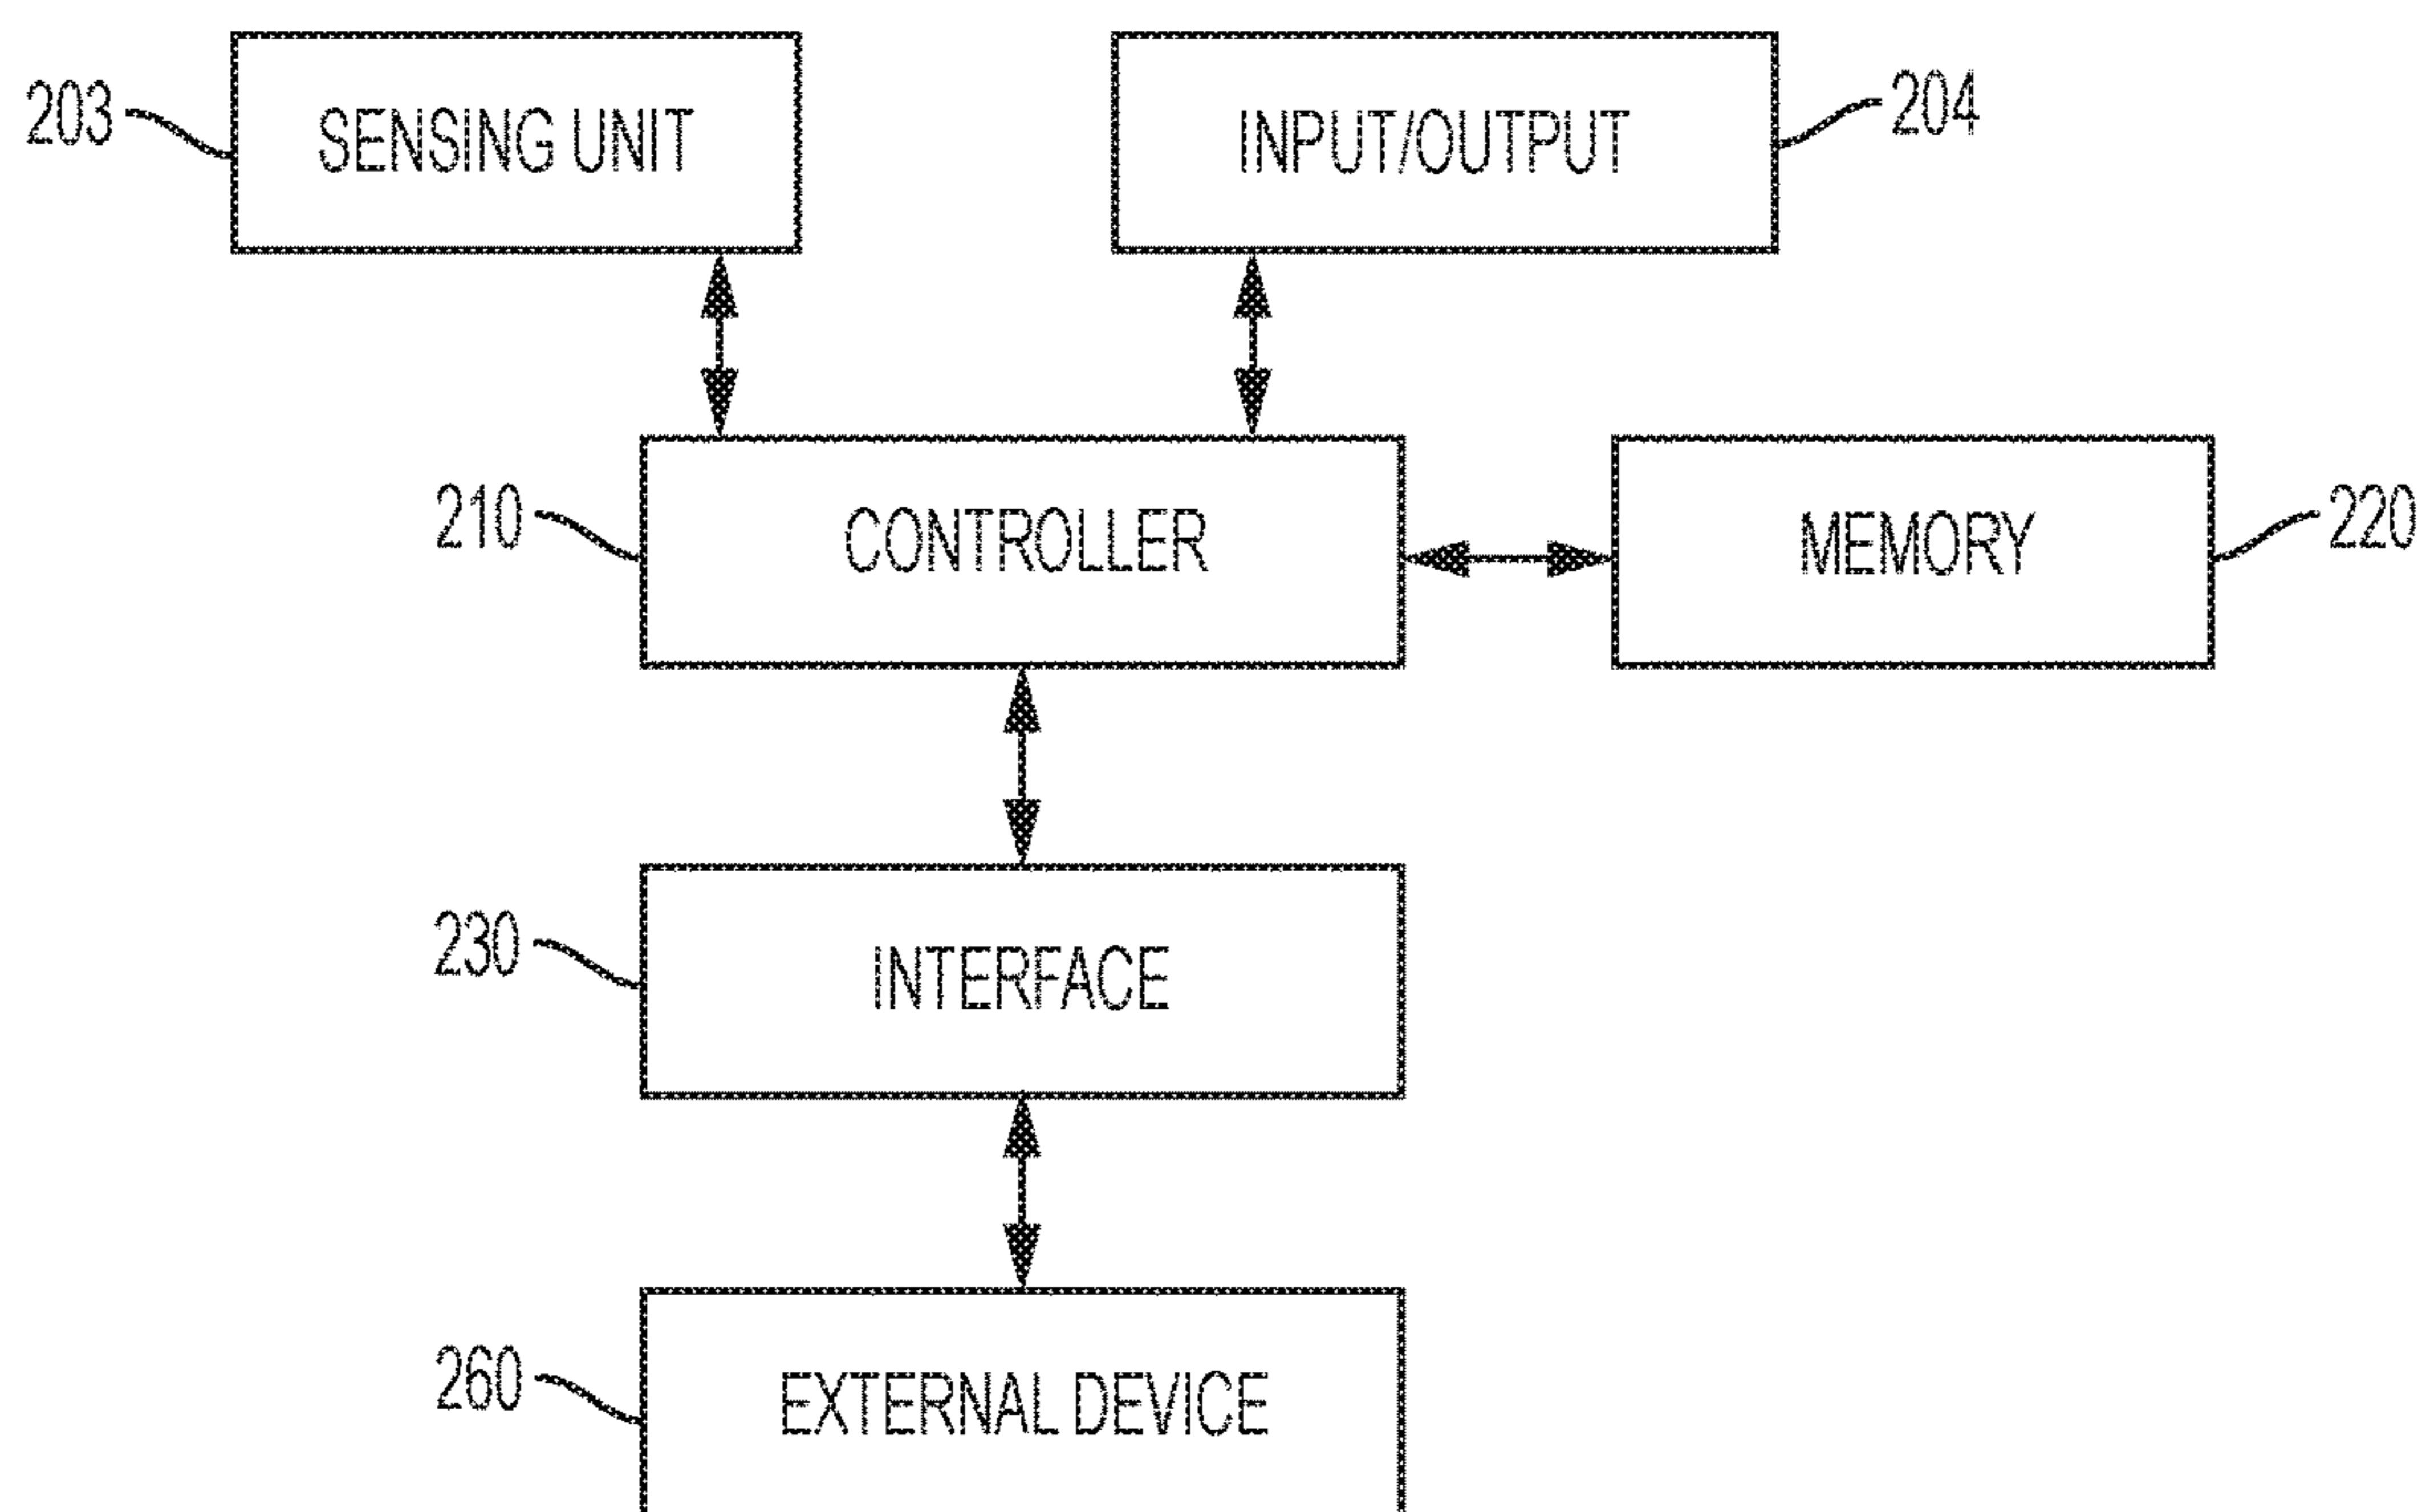 203
SENSING UNIT
INPUT/OUTPUT
204
210
CONTROLLER
MEMORY
220
230
INTERFACE
260
EXTERNAL DEVICE